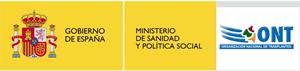 GOBIERNO
DE ESPAÑA
MINISTERIO
DE SANIDAD
Y POLÍTICA SOCIAL
ONT
ORGANIZACIÓN NACIONAL DE TRASPLANTES